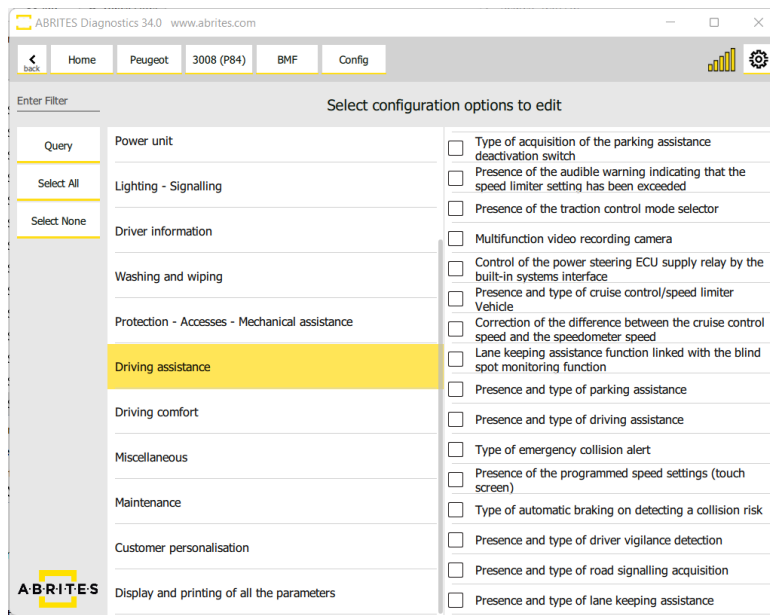 ABRITES Diagnostics 34.0 www.abrites.com
back
Home
Peugeot
3008 (P84)
BMF
Config
Enter Filter
Select configuration options to edit
Query
Select All
Select None
Power unit
Lighting - Signalling
Driver information
Washing and wiping
Protection - Accesses - Mechanical assistance
Driving assistance
Driving comfort
Miscellaneous
Maintenance
Customer personalisation
Display and printing of all the parameters
Type of acquisition of the parking assistance
deactivation switch
Presence of the audible warning indicating that the
speed limiter setting has been exceeded
Presence of the traction control mode selector
Multifunction video recording camera
Control of the power steering ECU supply relay by the
built-in systems interface
Presence and type of cruise control/speed limiter
Vehicle
Correction of the difference between the cruise control
speed and the speedometer speed
Lane keeping assistance function linked with the blind
spot monitoring function
Presence and type of parking assistance
Presence and type of driving assistance
Type of emergency collision alert
Presence of the programmed speed settings (touch
screen)
Type of automatic braking on detecting a collision risk
Presence and type of driver vigilance detection
Presence and type of road signalling acquisition
Presence and type of lane keeping assistance
A·B·R·I·T·E·S